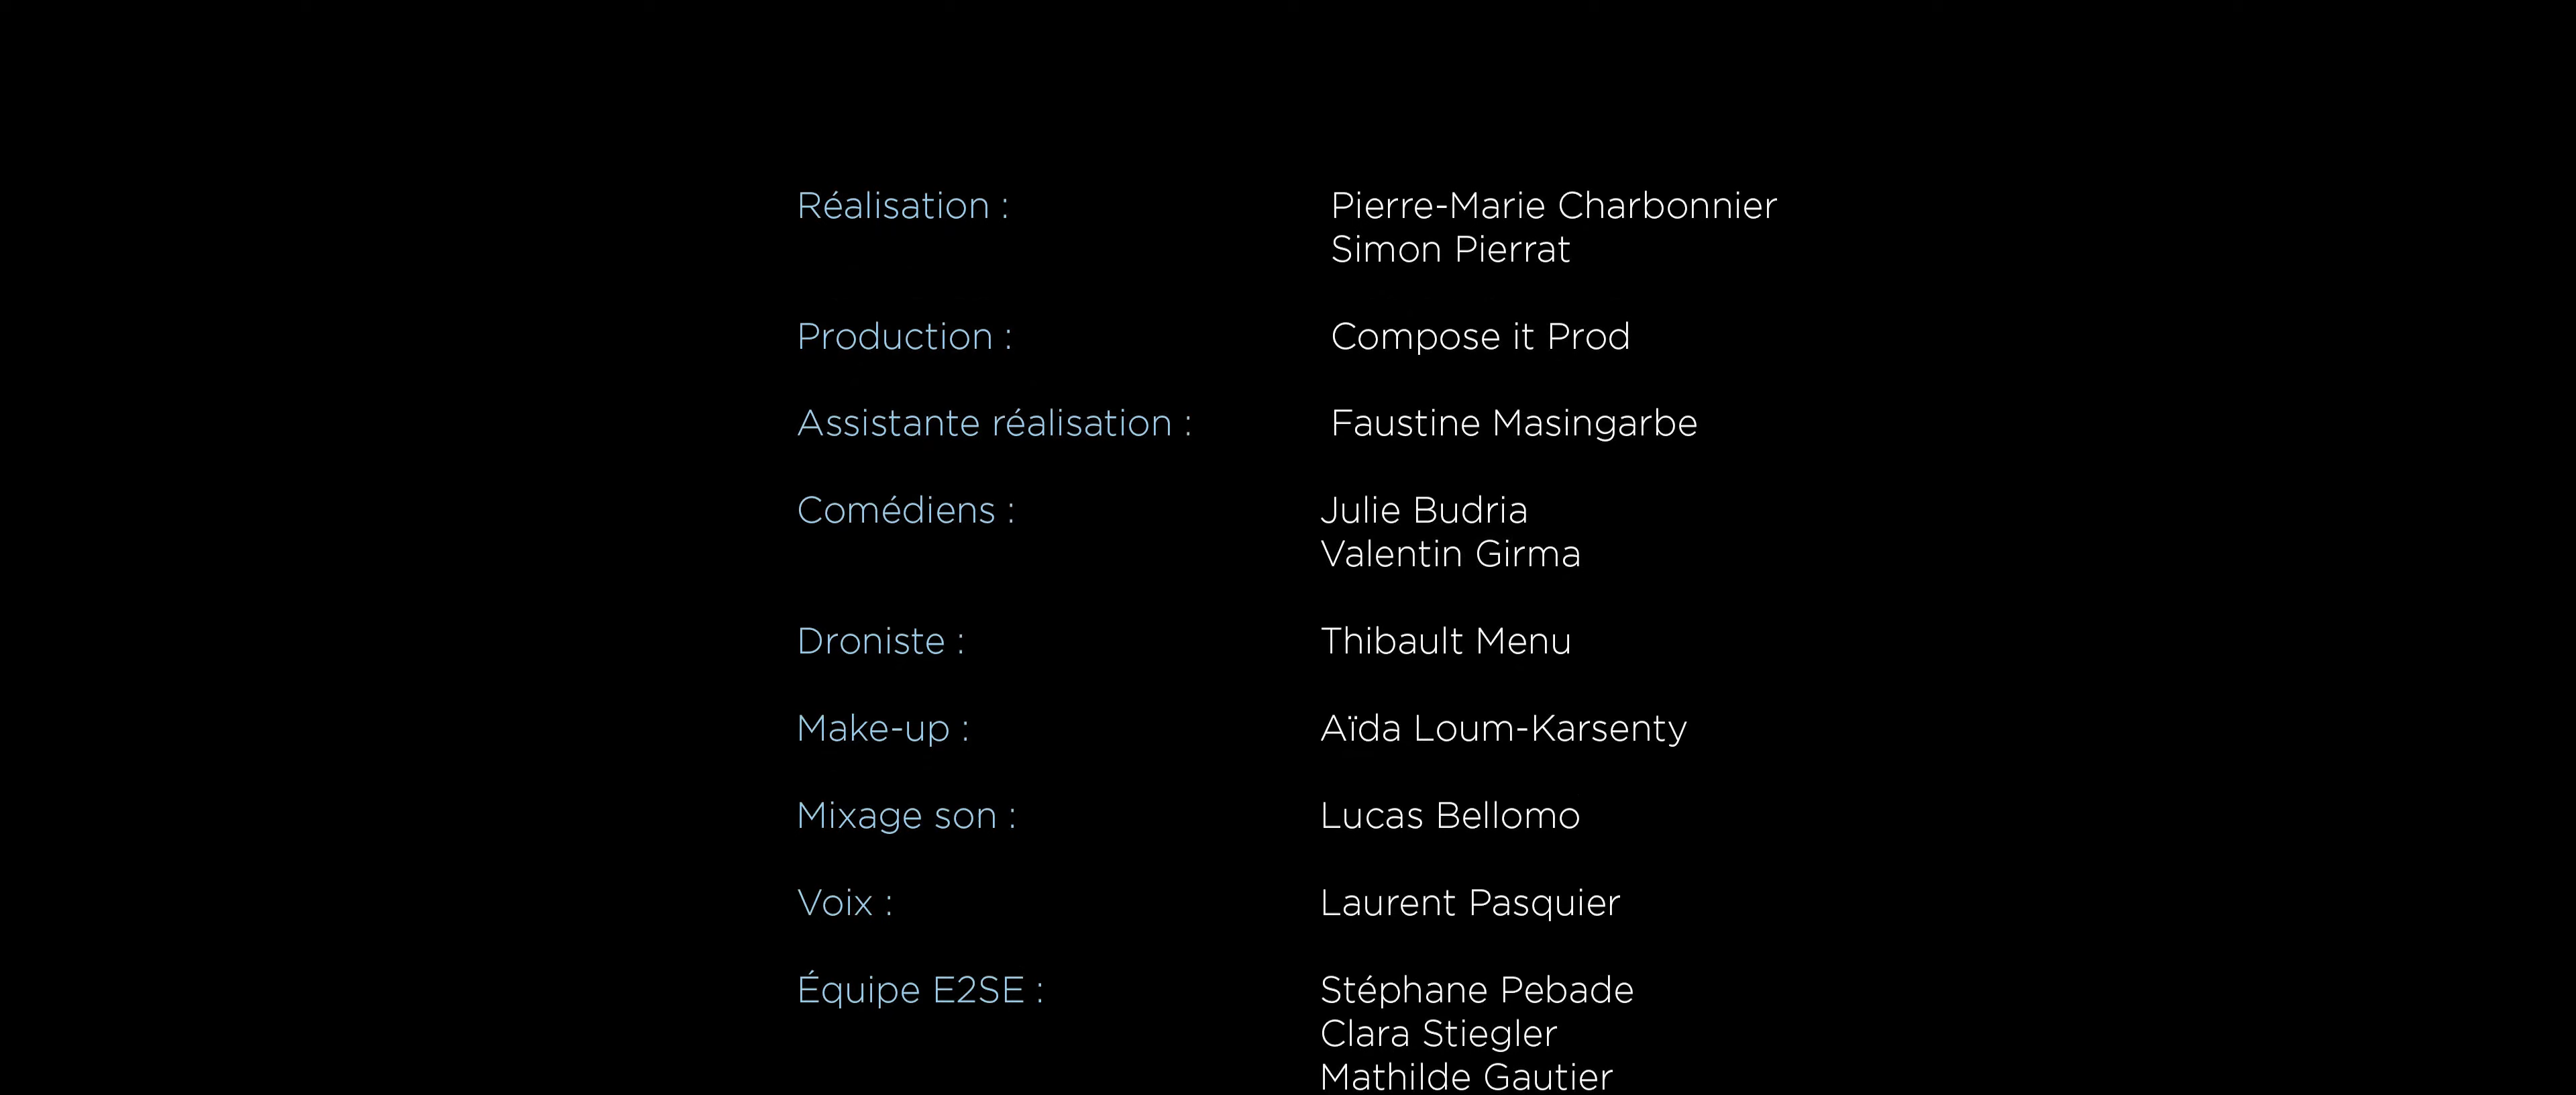 Réalisation : Pierre-Marie Charbonnier
Simon Pierrat
Production : Compose it Prod
Assistante réalisation : Faustine Masingarbe
Comédiens : Julie Budria
Valentin Girma
Droniste : Thibault Menu
Make-up : Aïda Loum-Karsenty
Mixage son : Lucas Bellomo
Voix : Laurent Pasquier
Équipe E2SE : Stéphane Pebade
Clara Stiegler
Mathilde Gautier